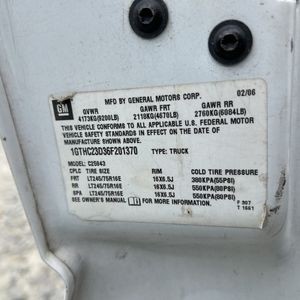 GM
MFD BY GENERAL MOTORS CORP. 02/06
GVWR GAWR FRT GAWR RR
4173KG(9200LB) 2118KG(4670LB) 2760KG(6084LB)
THIS VEHICLE CONFORMS TO ALL APPLICABLE U.S. FEDERAL MOTOR
VEHICLE SAFETY STANDARDS IN EFFECT ON THE DATE OF
MANUFACTURE SHOWN ABOVE.
1GTHC23D36F201370 TYPE: TRUCK
MODEL: C25943
CPLC TIRE SIZE RIM COLD TIRE PRESSURE
FRT LT245/75R16E 16X6.5J 380KPA(55PSI)
RR LT245/75R16E 16X6.5J 550KPA(80PSI)
SPA LT245/75R16E 16X6.5J 550KPA(80PSI)
SEE OWNER'S MANUAL FOR
T 1661